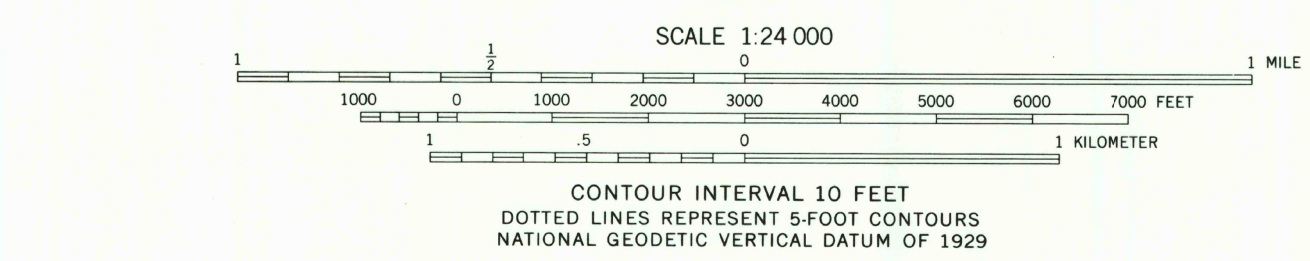 SCALE 1:24 000
1 1/2 0 1 MILE
1000 0 1000 2000 3000 4000 5000 6000 7000 FEET
1 .5 0 1 KILOMETER
CONTOUR INTERVAL 10 FEET
DOTTED LINES REPRESENT 5-FOOT CONTOURS
NATIONAL GEODETIC VERTICAL DATUM OF 1929